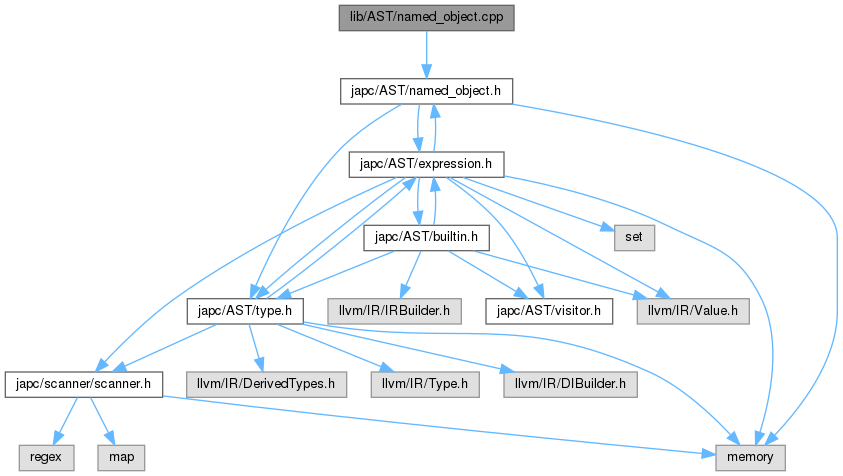 lib/AST/named_object.cpp
japc/AST/named_object.h
japc/AST/expression.h
japc/AST/builtin.h
set
japc/AST/type.h
llvm/IR/IRBuilder.h
japc/AST/visitor.h
llvm/IR/Value.h
japc/scanner/scanner.h
llvm/IR/DerivedTypes.h
llvm/IR/Type.h
llvm/IR/DIBuilder.h
regex
map
memory